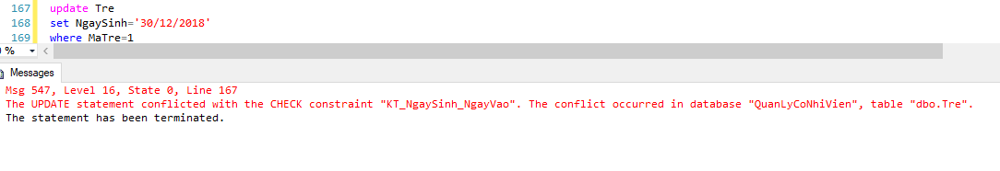 167 update Tre
168 set NgaySinh='30/12/2018'
169 where MaTre=1
%
Messages
Msg 547, Level 16, State 0, Line 167
The UPDATE statement conflicted with the CHECK constraint "KT_NgaySinh_NgayVao". The conflict occurred in database "QuanLyCoNhiVien", table "dbo.Tre".
The statement has been terminated.